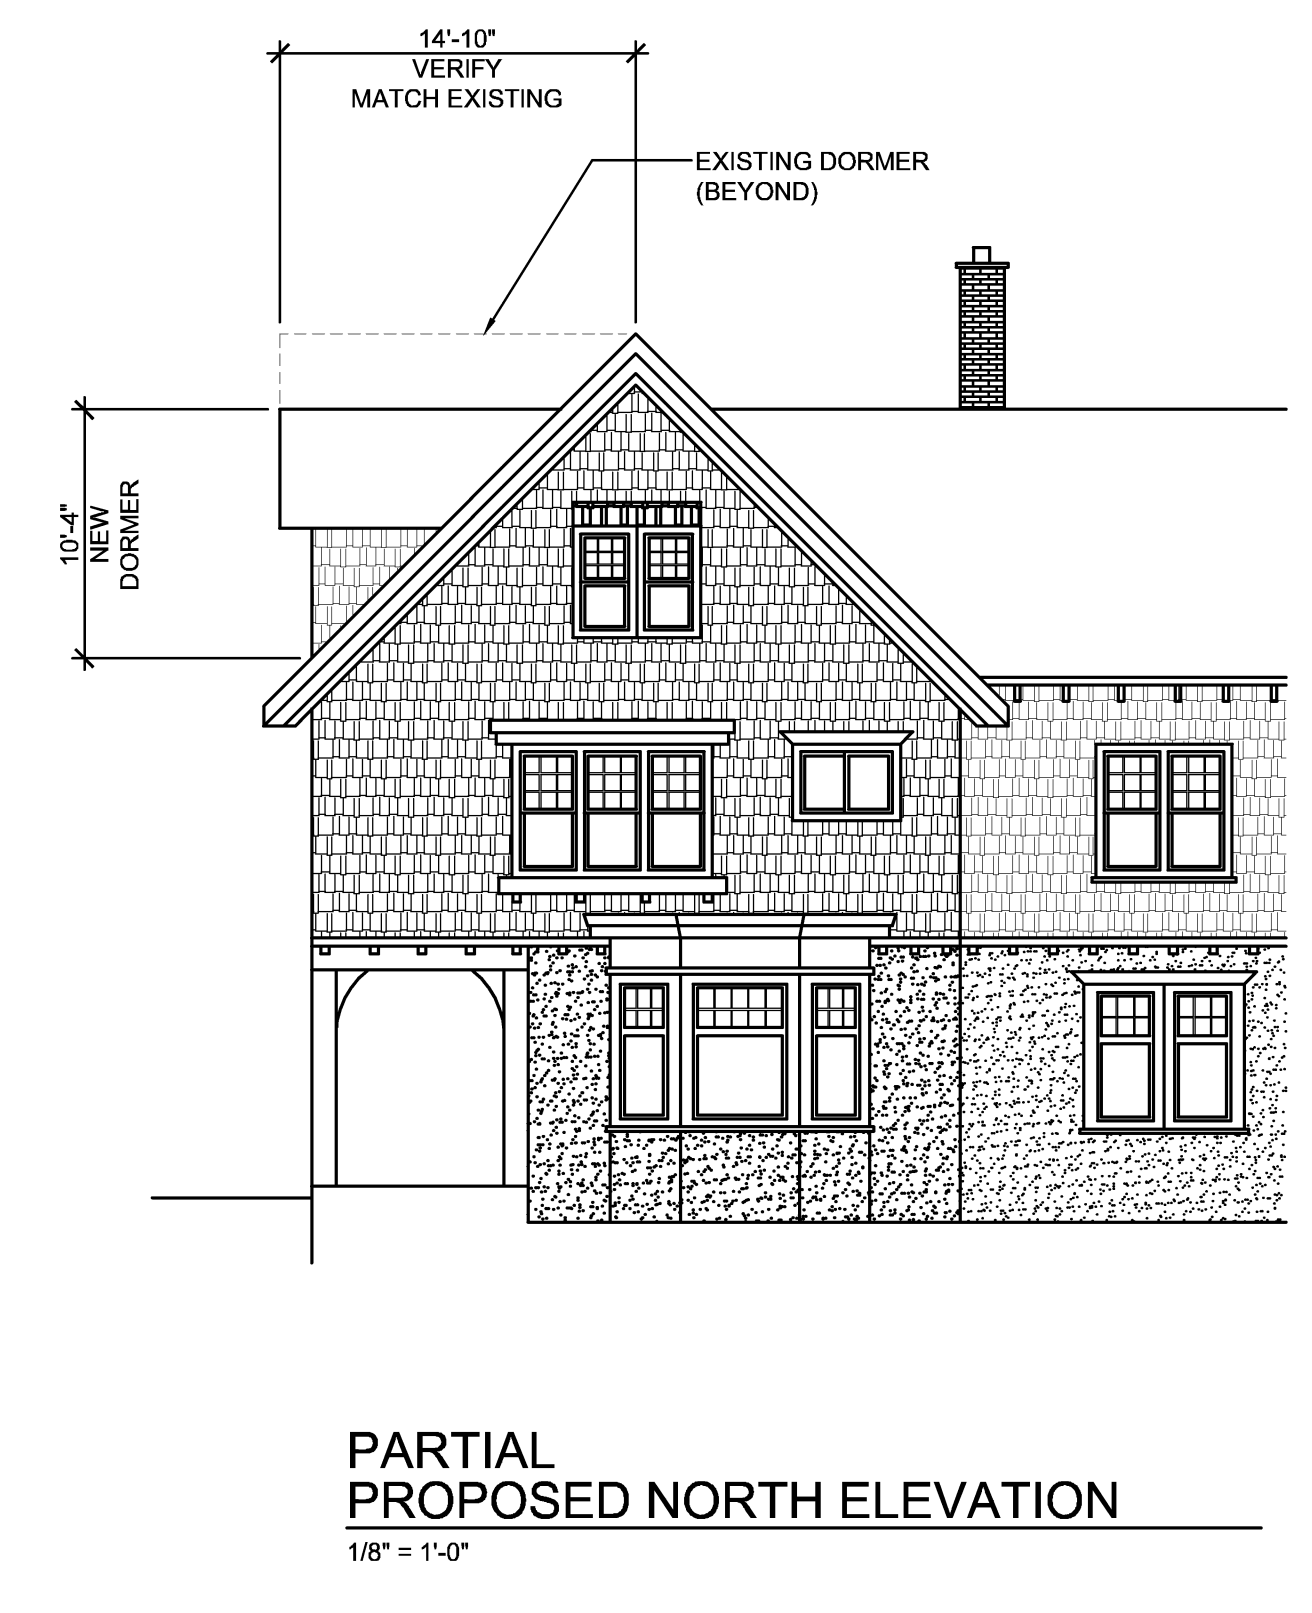 14'-10"
VERIFY
MATCH EXISTING
EXISTING DORMER
(BEYOND)
10'-4"
NEW
DORMER
PARTIAL
PROPOSED NORTH ELEVATION
1/8" = 1'-0"